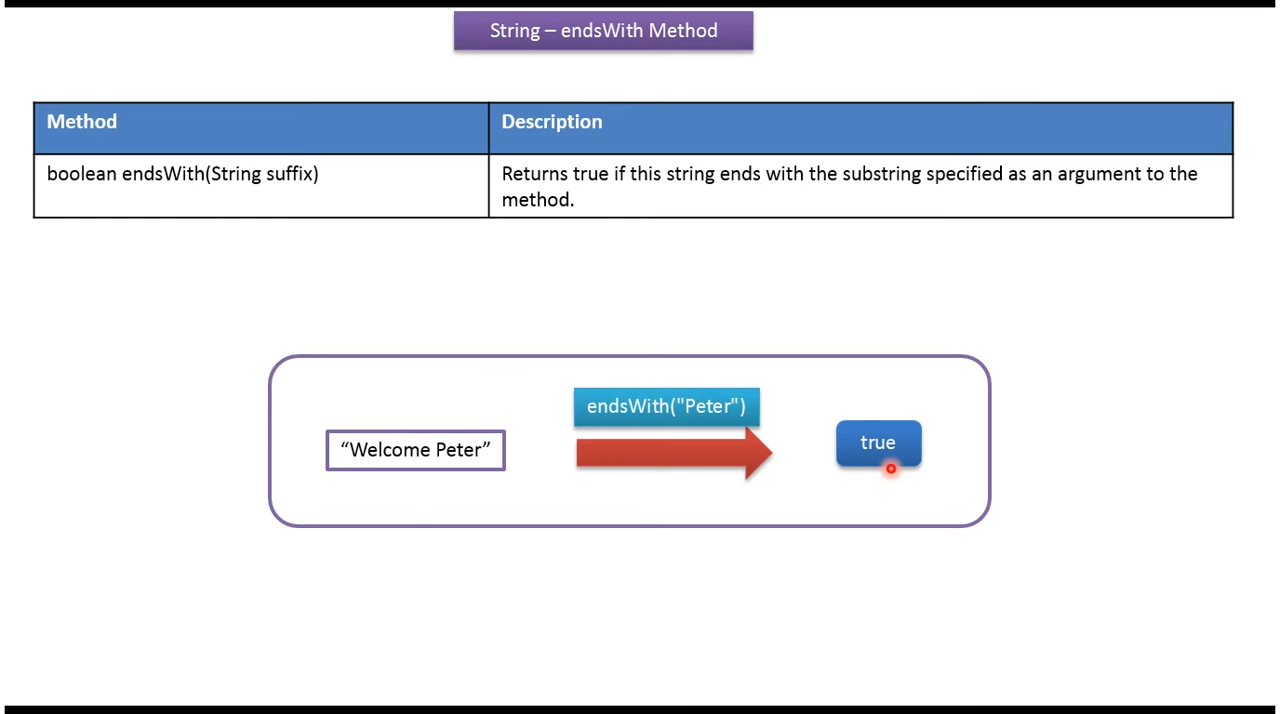 String – endsWith Method
Method
Description
boolean endsWith(String suffix)
Returns true if this string ends with the substring specified as an argument to the
method.
endsWith("Peter")
“Welcome Peter”
true